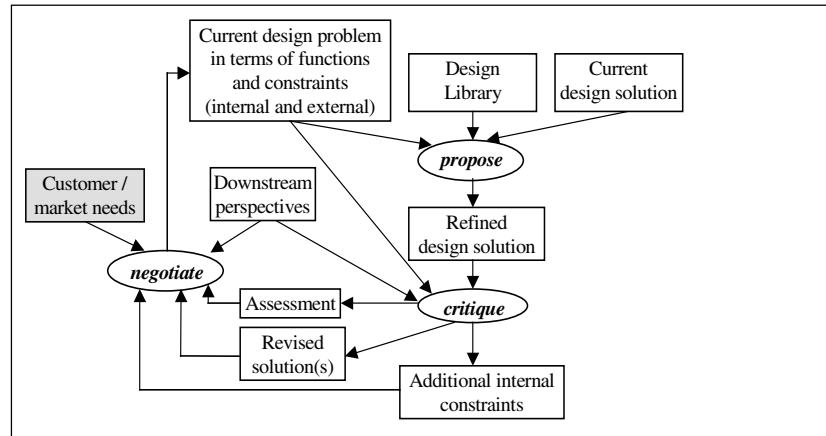 Current design problem
in terms of functions
and constraints
(internal and external)
Design
Library
Current
design solution
propose
Customer /
market needs
Downstream
perspectives
Refined
design solution
negotiate
Assessment
critique
Revised
solution(s)
Additional internal
constraints